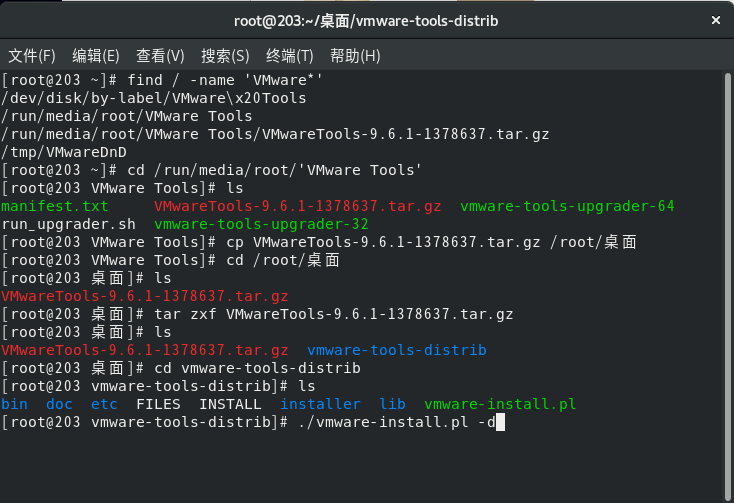 root@203:~/桌面/vmware-tools-distrib ×
文件(F) 编辑(E) 查看(V) 搜索(S) 终端(T) 帮助(H)
[root@203 ~]# find / -name 'VMware*'
/dev/disk/by-label/VMware\x20Tools
/run/media/root/VMware Tools
/run/media/root/VMware Tools/VMwareTools-9.6.1-1378637.tar.gz
/tmp/VMwareDnD
[root@203 ~]# cd /run/media/root/'VMware Tools'
[root@203 VMware Tools]# ls
manifest.txt     VMwareTools-9.6.1-1378637.tar.gz  vmware-tools-upgrader-64
run_upgrader.sh  vmware-tools-upgrader-32
[root@203 VMware Tools]# cp VMwareTools-9.6.1-1378637.tar.gz /root/桌面
[root@203 VMware Tools]# cd /root/桌面
[root@203 桌面]# ls
VMwareTools-9.6.1-1378637.tar.gz
[root@203 桌面]# tar zxf VMwareTools-9.6.1-1378637.tar.gz
[root@203 桌面]# ls
VMwareTools-9.6.1-1378637.tar.gz  vmware-tools-distrib
[root@203 桌面]# cd vmware-tools-distrib
[root@203 vmware-tools-distrib]# ls
bin  doc  etc  FILES  INSTALL  installer  lib  vmware-install.pl
[root@203 vmware-tools-distrib]# ./vmware-install.pl -d